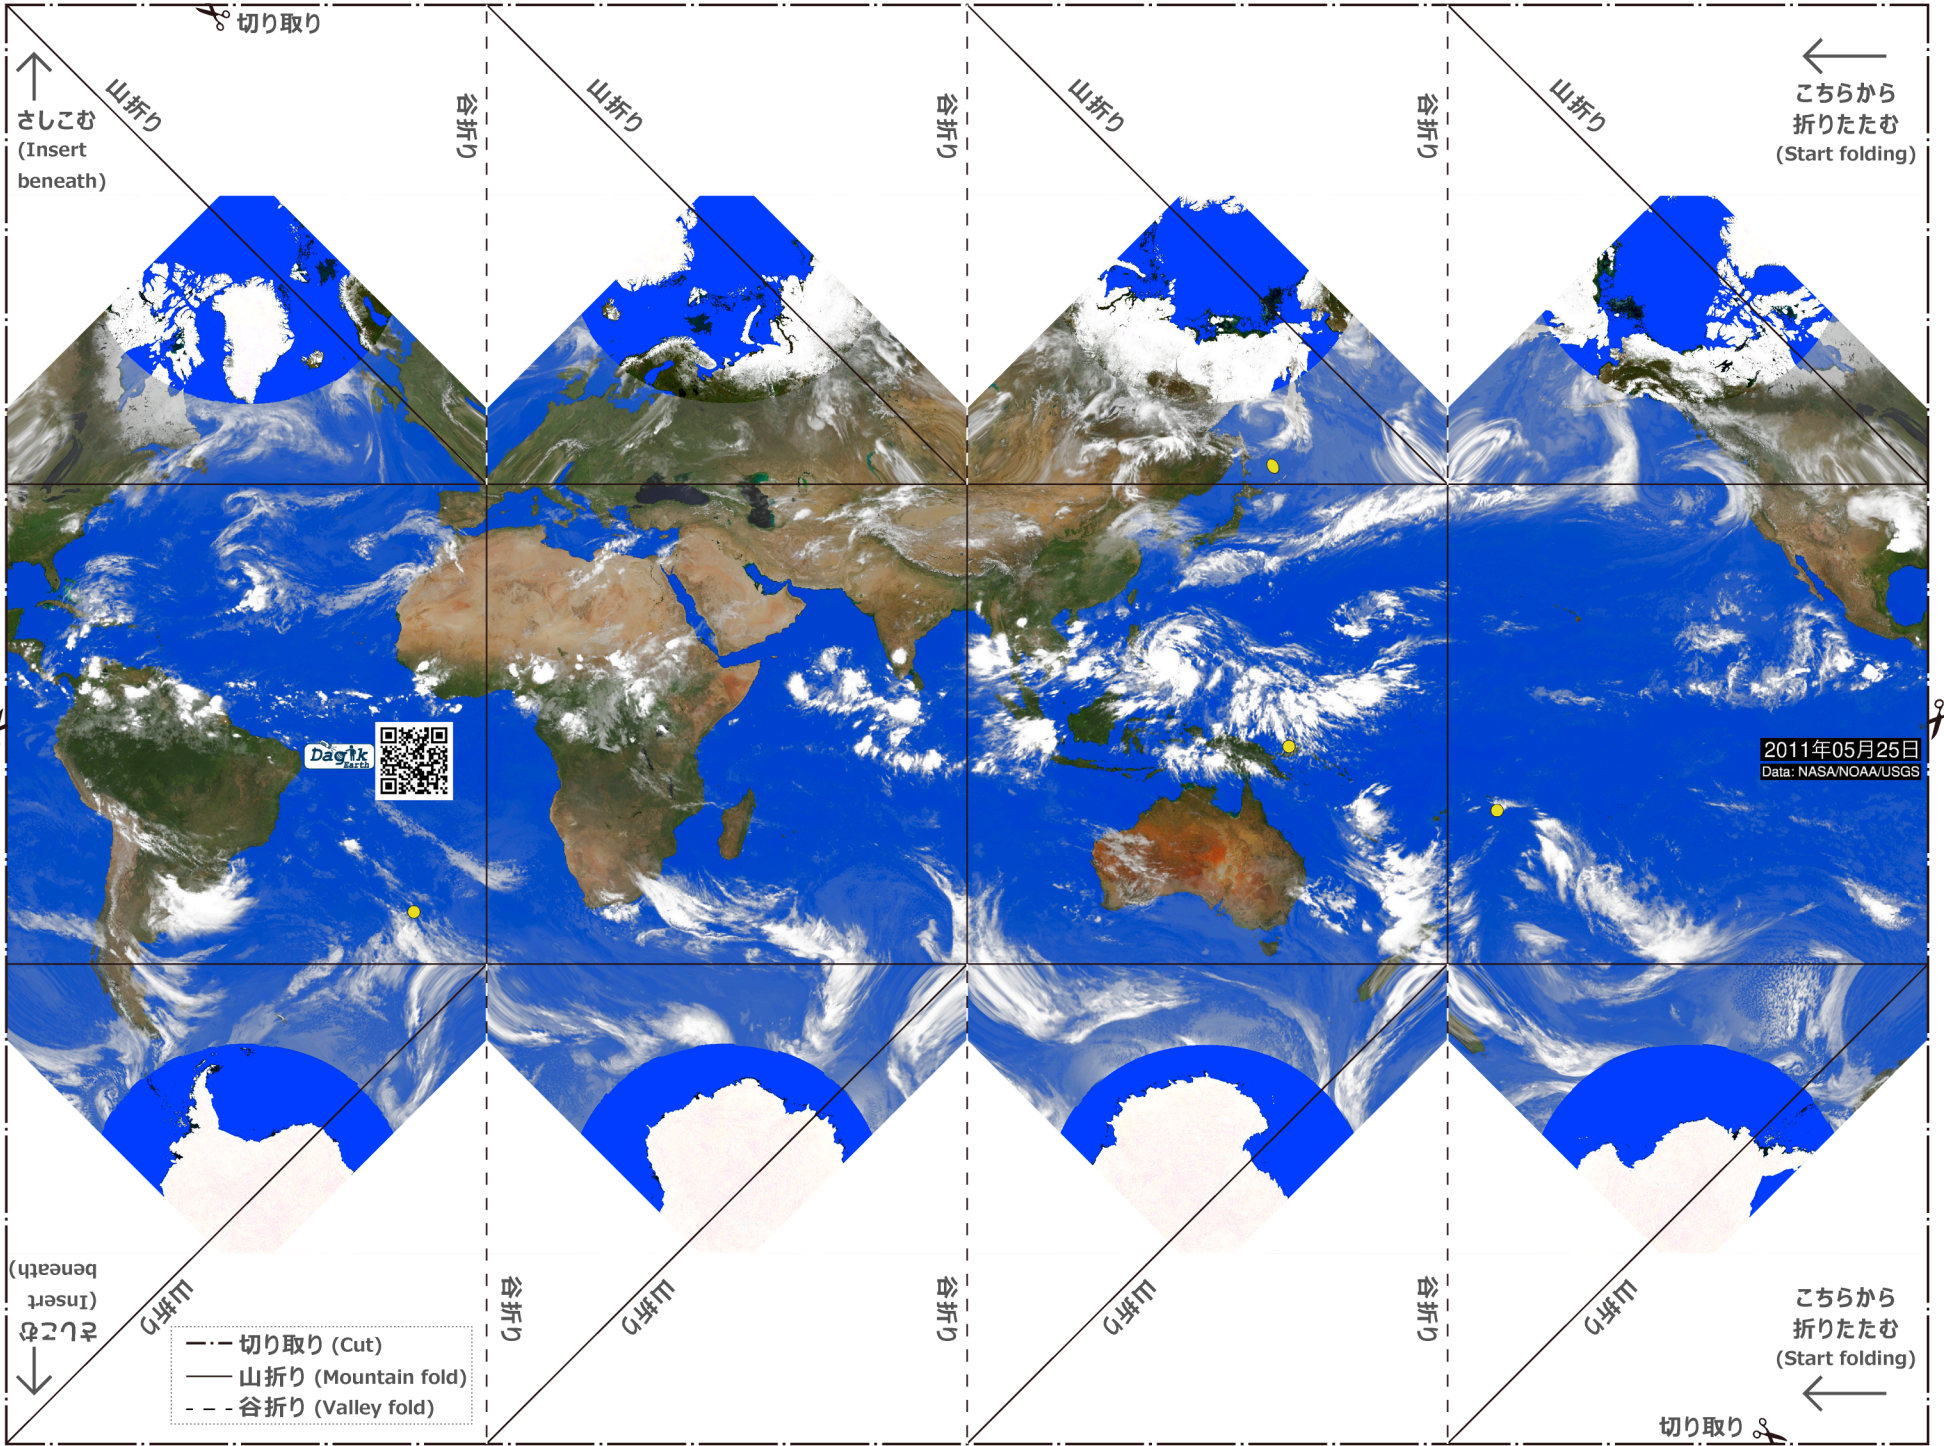 切り取り
山折り
谷折り
山折り
谷折り
山折り
谷折り
山折り
さしこむ
(Insert
beneath)
こちらから
折りたたむ
(Start folding)
Dagik
Earth
2011年05月25日
Data: NASA/NOAA/USGS
さしこむ
(Insert
beneath)
山折り
谷折り
山折り
谷折り
山折り
谷折り
山折り
切り取り (Cut)
山折り (Mountain fold)
谷折り (Valley fold)
こちらから
折りたたむ
(Start folding)
切り取り